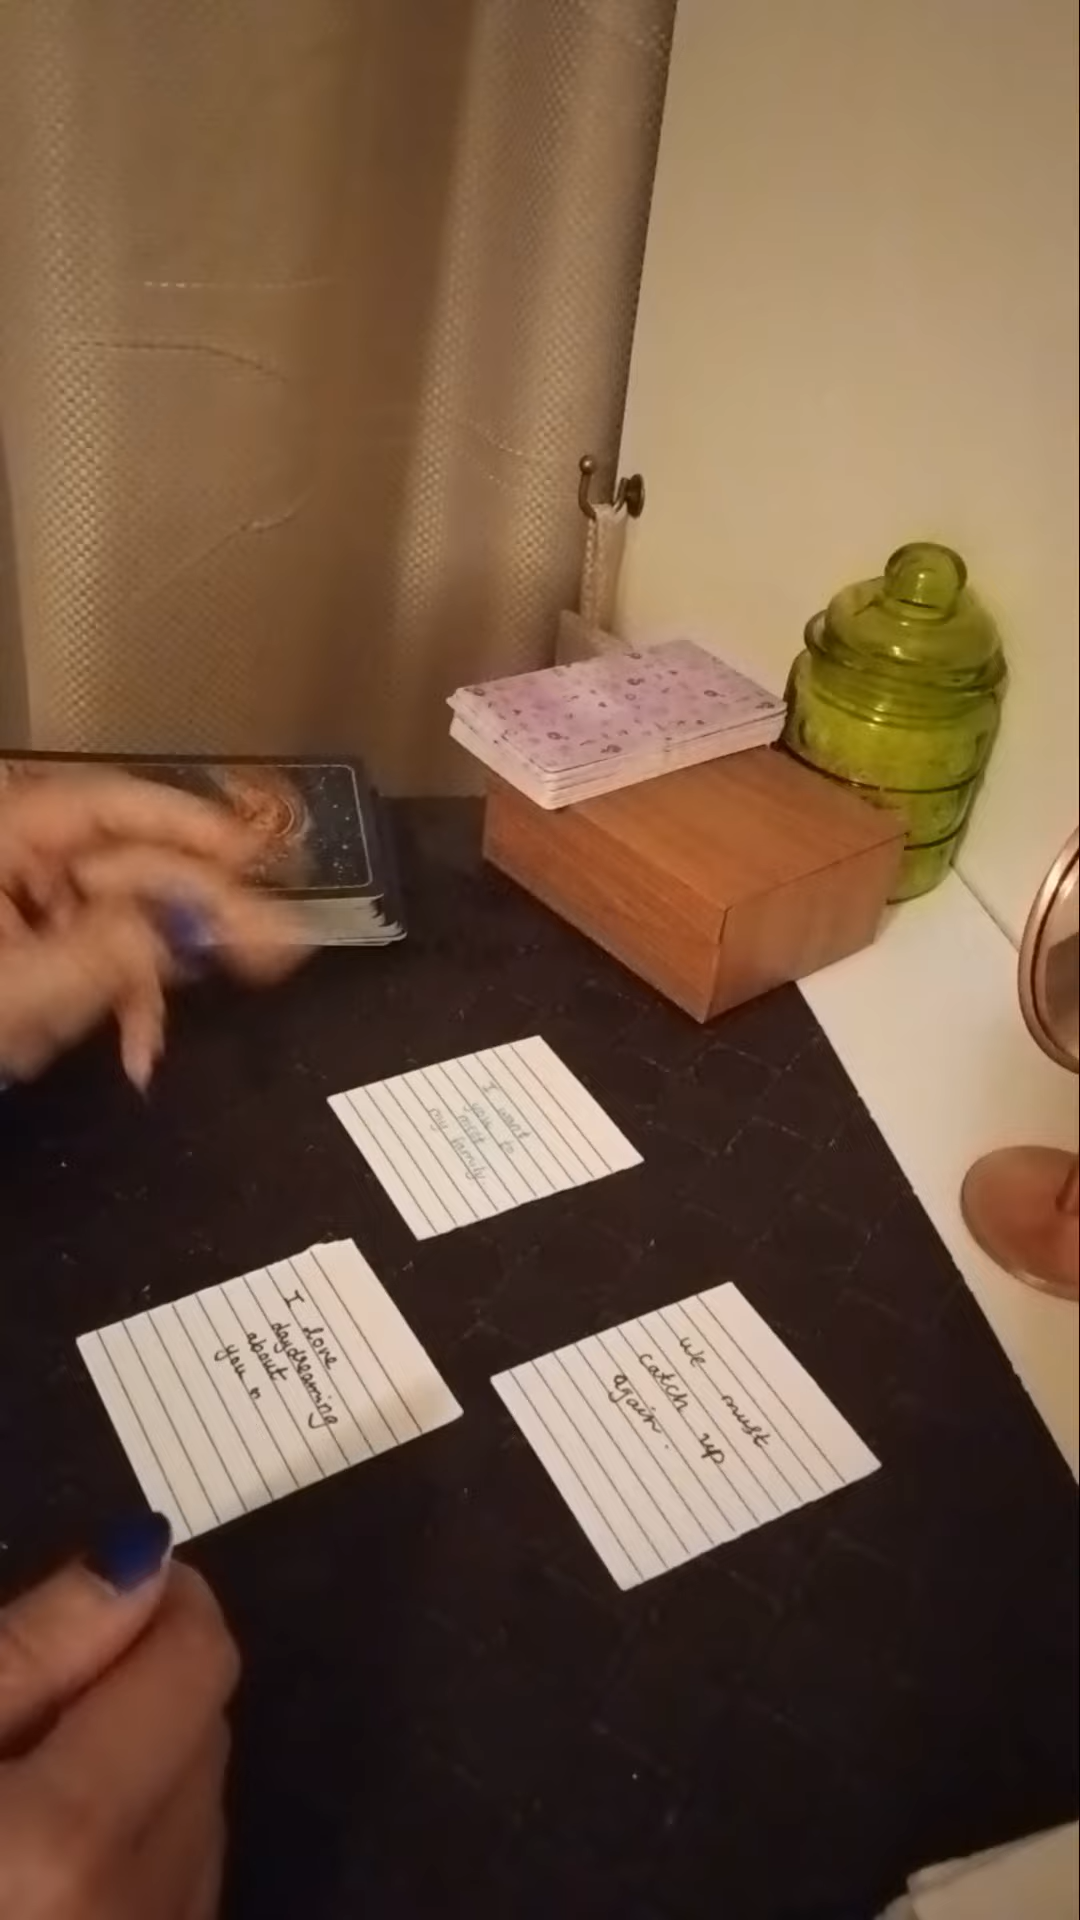 I want
you to
meet
my family
I love
daydreaming
about
you
we must
catch up
again.